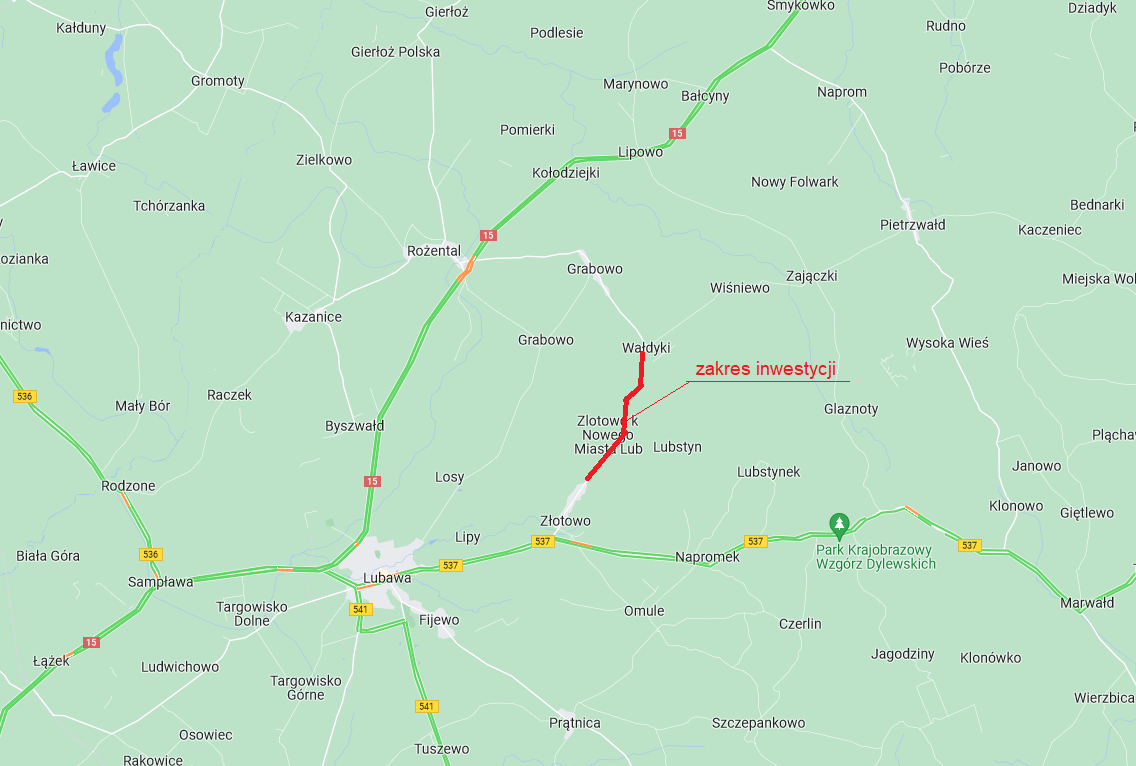 Smykówko
Dziadyk
Gierłoż
Kałduny
Podlesie
Rudno
Gierłoż Polska
Pobórze
Gromoty
Marynowo
Naprom
Bałcyny
Pomierki
15
Lipowo
Zielkowo
Ławice
Kołodziejki
Nowy Folwark
Tchórzanka
Bednarki
Pietrzwałd
Kaczeniec
15
Rożental
ozianka
Grabowo
Zajączki
Miejska Wol
Wiśniewo
Kazanice
nictwo
Grabowo
Wałdyki
Wysoka Wieś
zakres inwestycji
536
Raczek
Mały Bór
Glaznoty
Byszwałd
Zlotowo k
Nowego
Miasta Lub
Lubstyn
Pląchaw
Janowo
Lubstynek
Losy
15
Rodzone
Klonowo
Giętlewo
Złotowo
Park Krajobrazowy
Wzgórz Dylewskich
Lipy
537
537
537
536
Biała Góra
Napromek
537
Sampława
Lubawa
Marwałd
Targowisko
Dolne
541
Omule
Fijewo
Czerlin
15
Łążek
Ludwichowo
Jagodziny
Klonówko
Targowisko
Górne
Wierzbica
541
Prątnica
Szczepankowo
Osowiec
Tuszewo
Rakowice